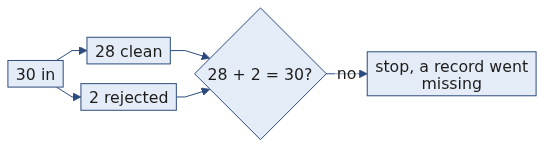 30 in
28 clean
2 rejected
28 + 2 = 30?
no
stop, a record went
missing